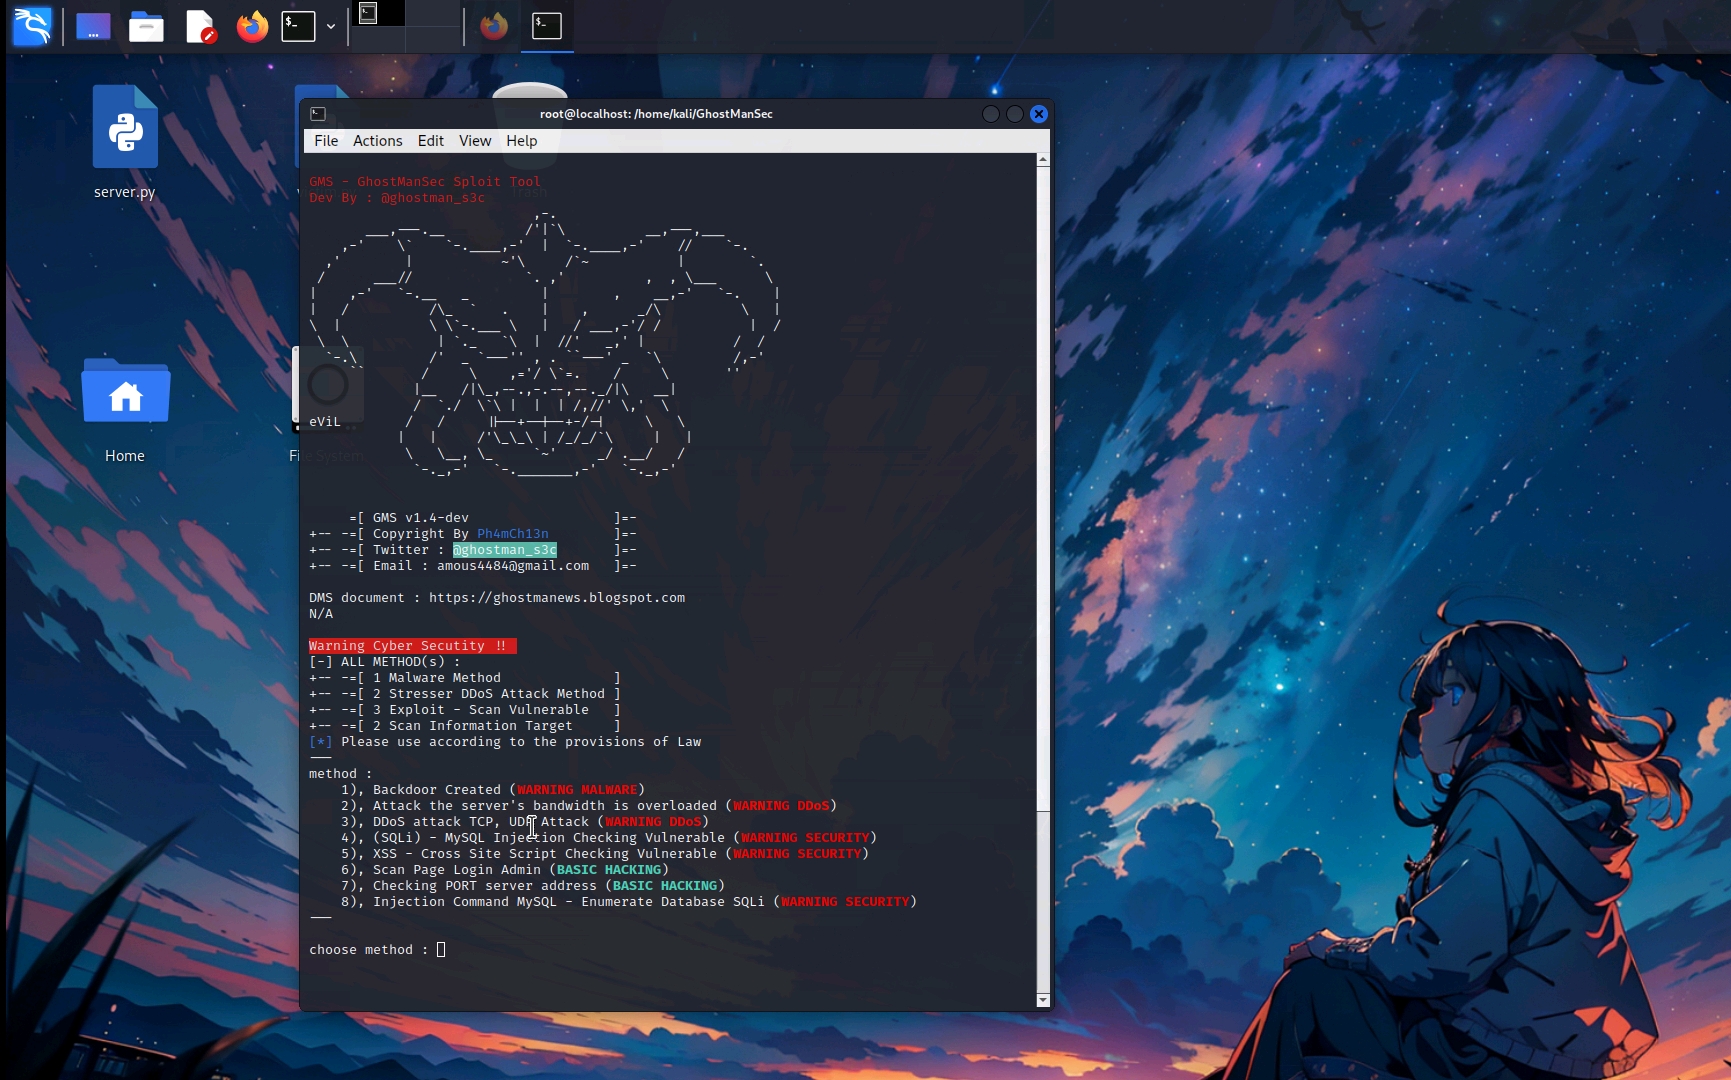 root@localhost: /home/kali/GhostManSec
File Actions Edit View Help
server.py
Home
GMS - GhostManSec Sploit Tool
Dev By : @ghostman_s3c
eViL
=[ GMS v1.4-dev ]=-
+-- -=[ Copyright By Ph4mCh13n ]=-
+-- -=[ Twitter : @ghostman_s3c ]=-
+-- -=[ Email : amous4484@gmail.com ]=-
DMS document : https://ghostmanews.blogspot.com
N/A
Warning Cyber Secutity !!
[-] ALL METHOD(s) :
+-- -=[ 1 Malware Method ]
+-- -=[ 2 Stresser DDoS Attack Method ]
+-- -=[ 3 Exploit - Scan Vulnerable ]
+-- -=[ 2 Scan Information Target ]
[*] Please use according to the provisions of Law
---
method :
1), Backdoor Created (WARNING MALWARE)
2), Attack the server's bandwidth is overloaded (WARNING DDoS)
3), DDoS attack TCP, UDP Attack (WARNING DDoS)
4), (SQLi) - MySQL Injection Checking Vulnerable (WARNING SECURITY)
5), XSS - Cross Site Script Checking Vulnerable (WARNING SECURITY)
6), Scan Page Login Admin (BASIC HACKING)
7), Checking PORT server address (BASIC HACKING)
8), Injection Command MySQL - Enumerate Database SQLi (WARNING SECURITY)
---
choose method :
File System
Trash